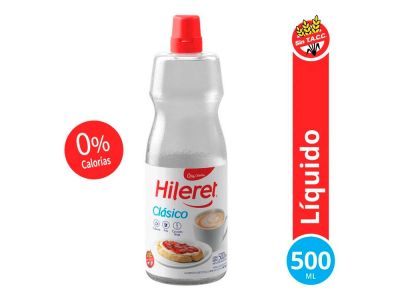 Sin T.A.C.C.
0%
Calorías
Hileret
Clásico
Líquido
500
ML